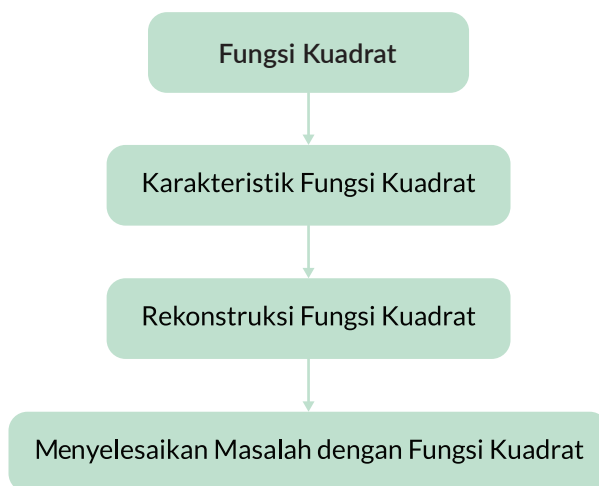 Fungsi Kuadrat
Karakteristik Fungsi Kuadrat
Rekonstruksi Fungsi Kuadrat
Menyelesaikan Masalah dengan Fungsi Kuadrat